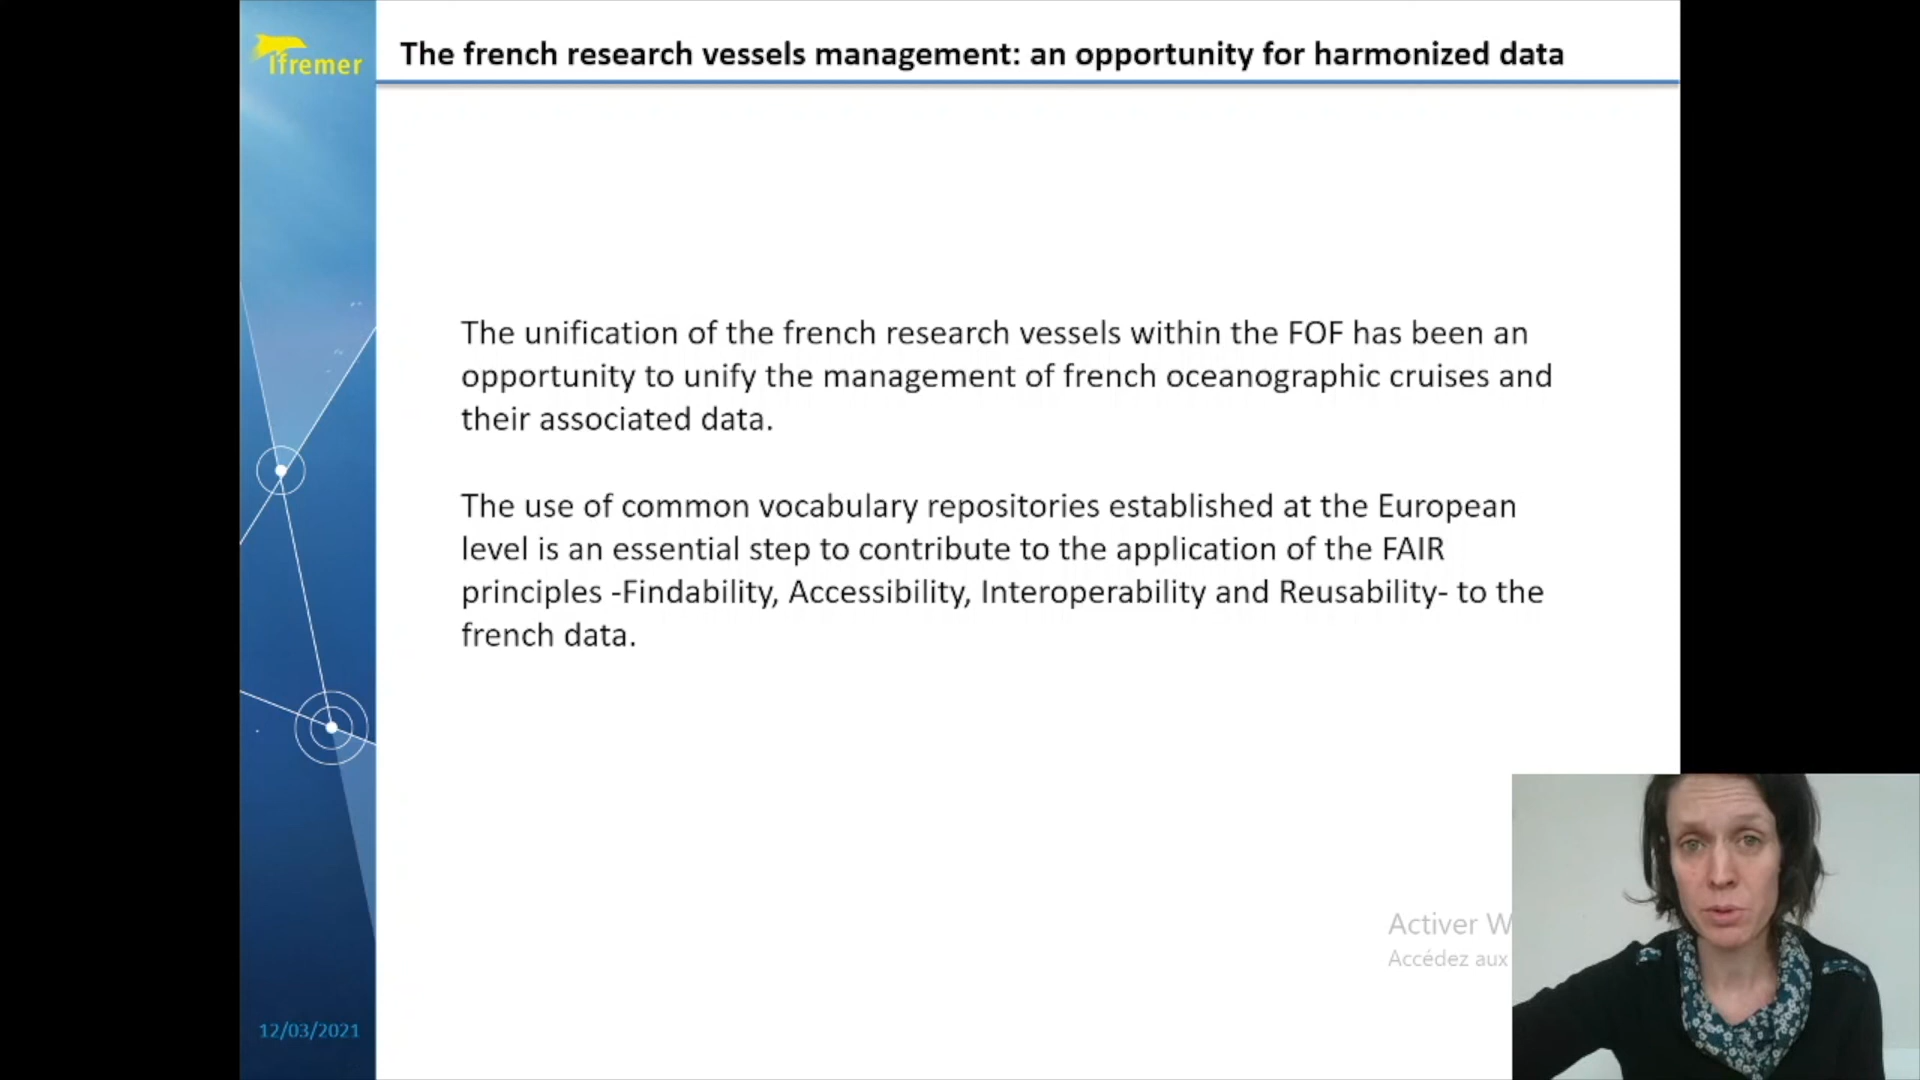 Ifremer
The french research vessels management: an opportunity for harmonized data
The unification of the french research vessels within the FOF has been an
opportunity to unify the management of french oceanographic cruises and
their associated data.
The use of common vocabulary repositories established at the European
level is an essential step to contribute to the application of the FAIR
principles -Findability, Accessibility, Interoperability and Reusability- to the
french data.
Activer W
Accédez aux
12/03/2021